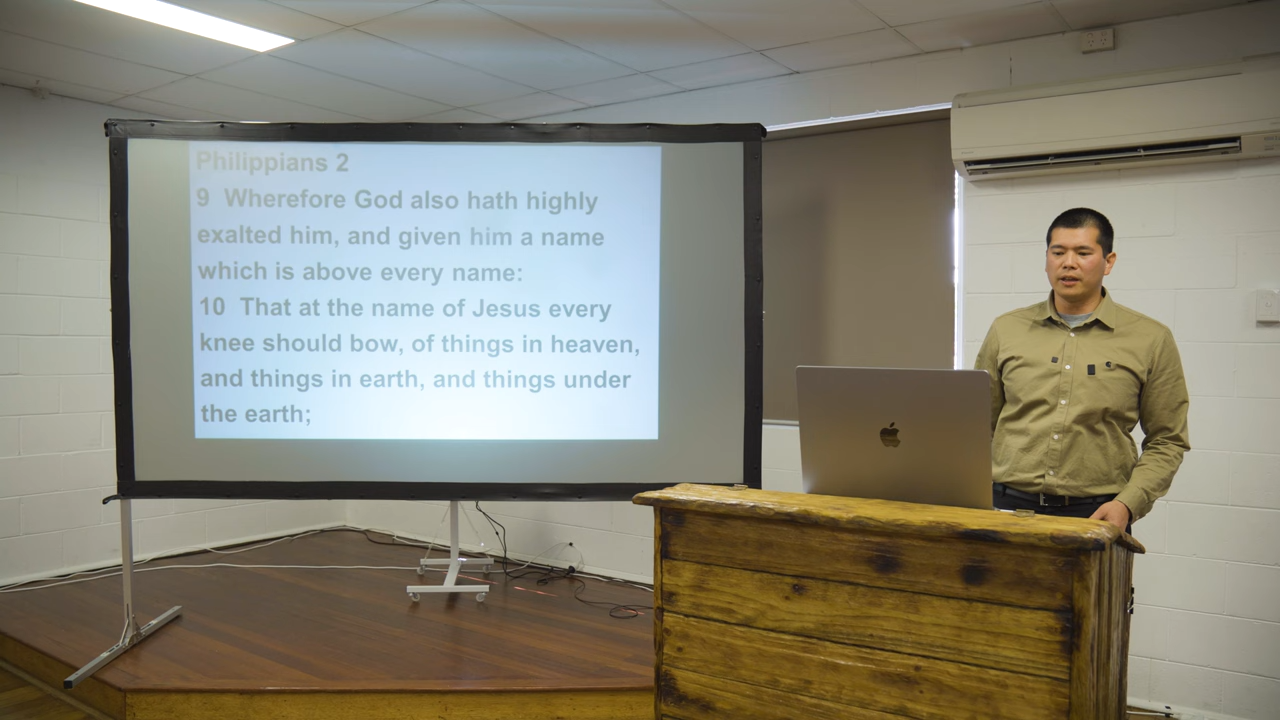 Philippians 2
9 Wherefore God also hath highly
exalted him, and given him a name
which is above every name:
10 That at the name of Jesus every
knee should bow, of things in heaven,
and things in earth, and things under
the earth;